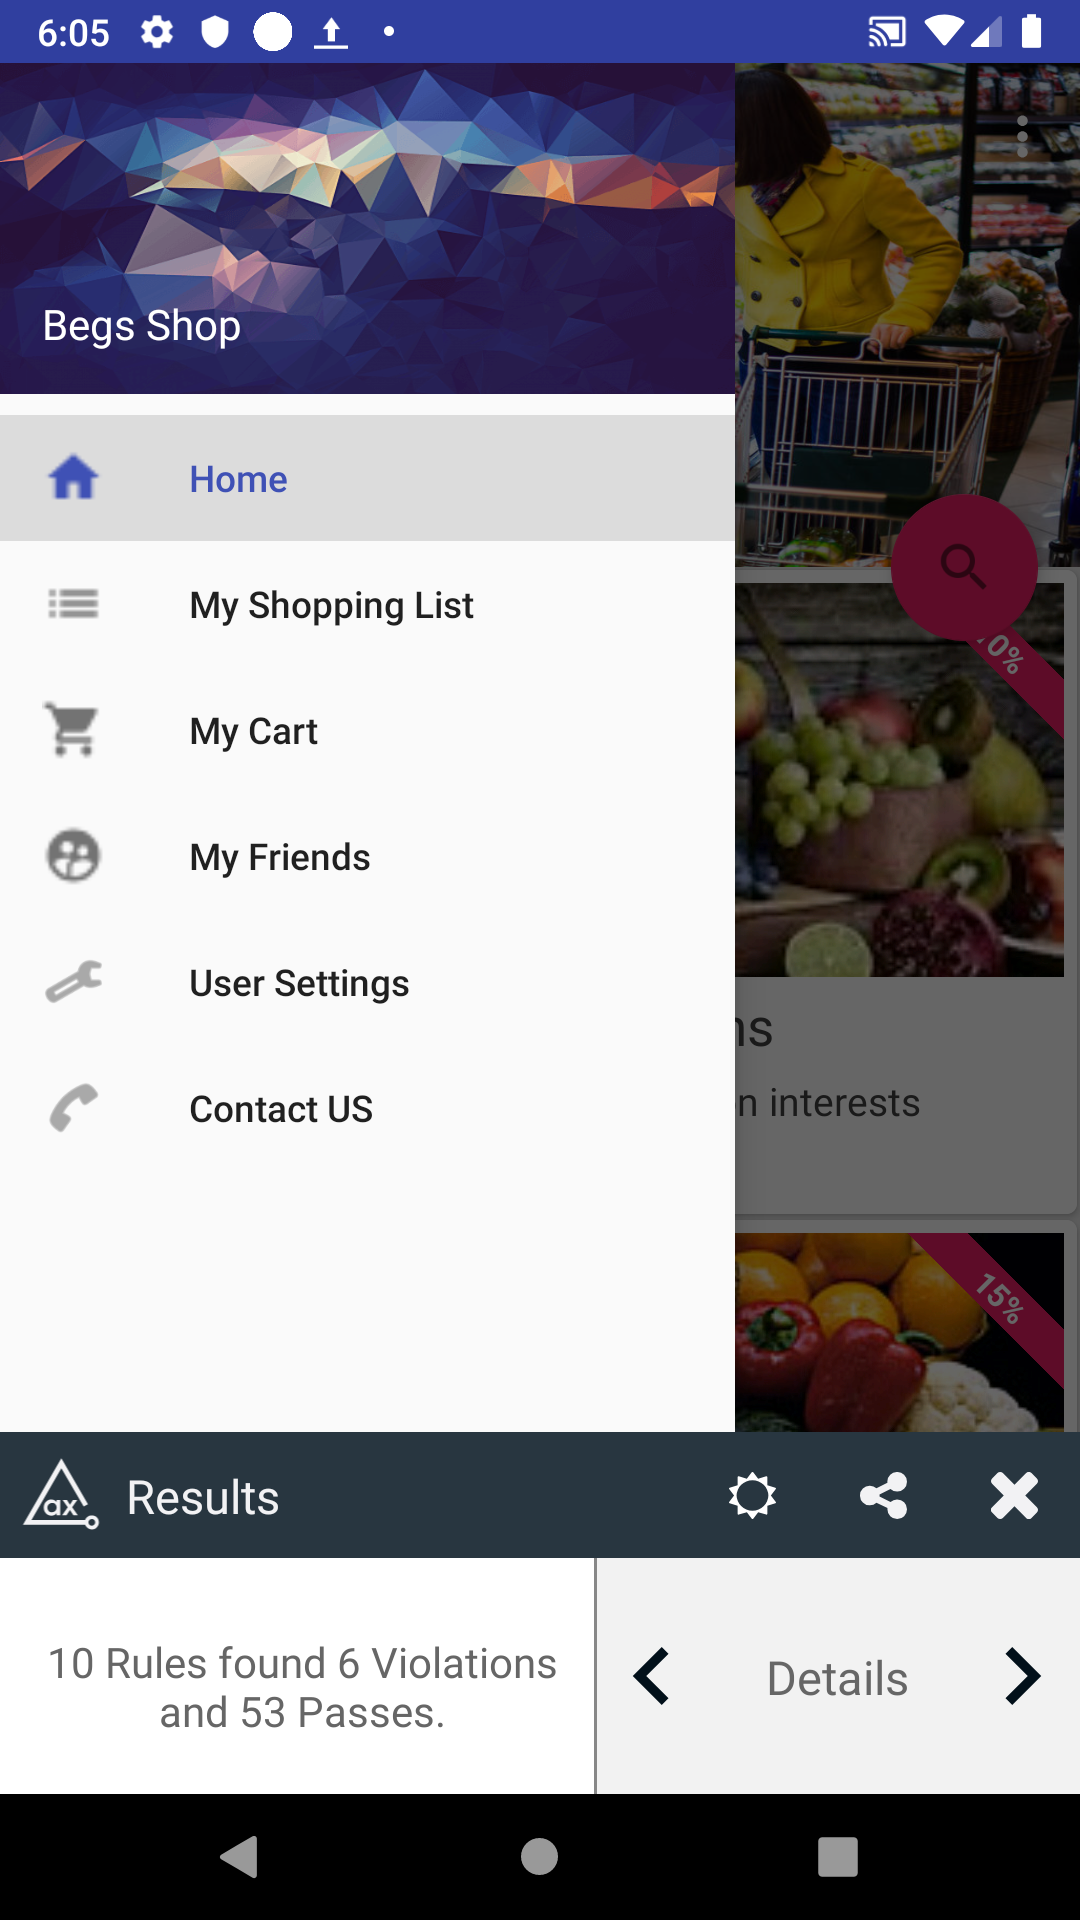 6:05
Begs Shop
Home
My Shopping List
My Cart
My Friends
User Settings
Contact US
0%
ns
n interests
15%
ax
Results
10 Rules found 6 Violations
and 53 Passes.
Details